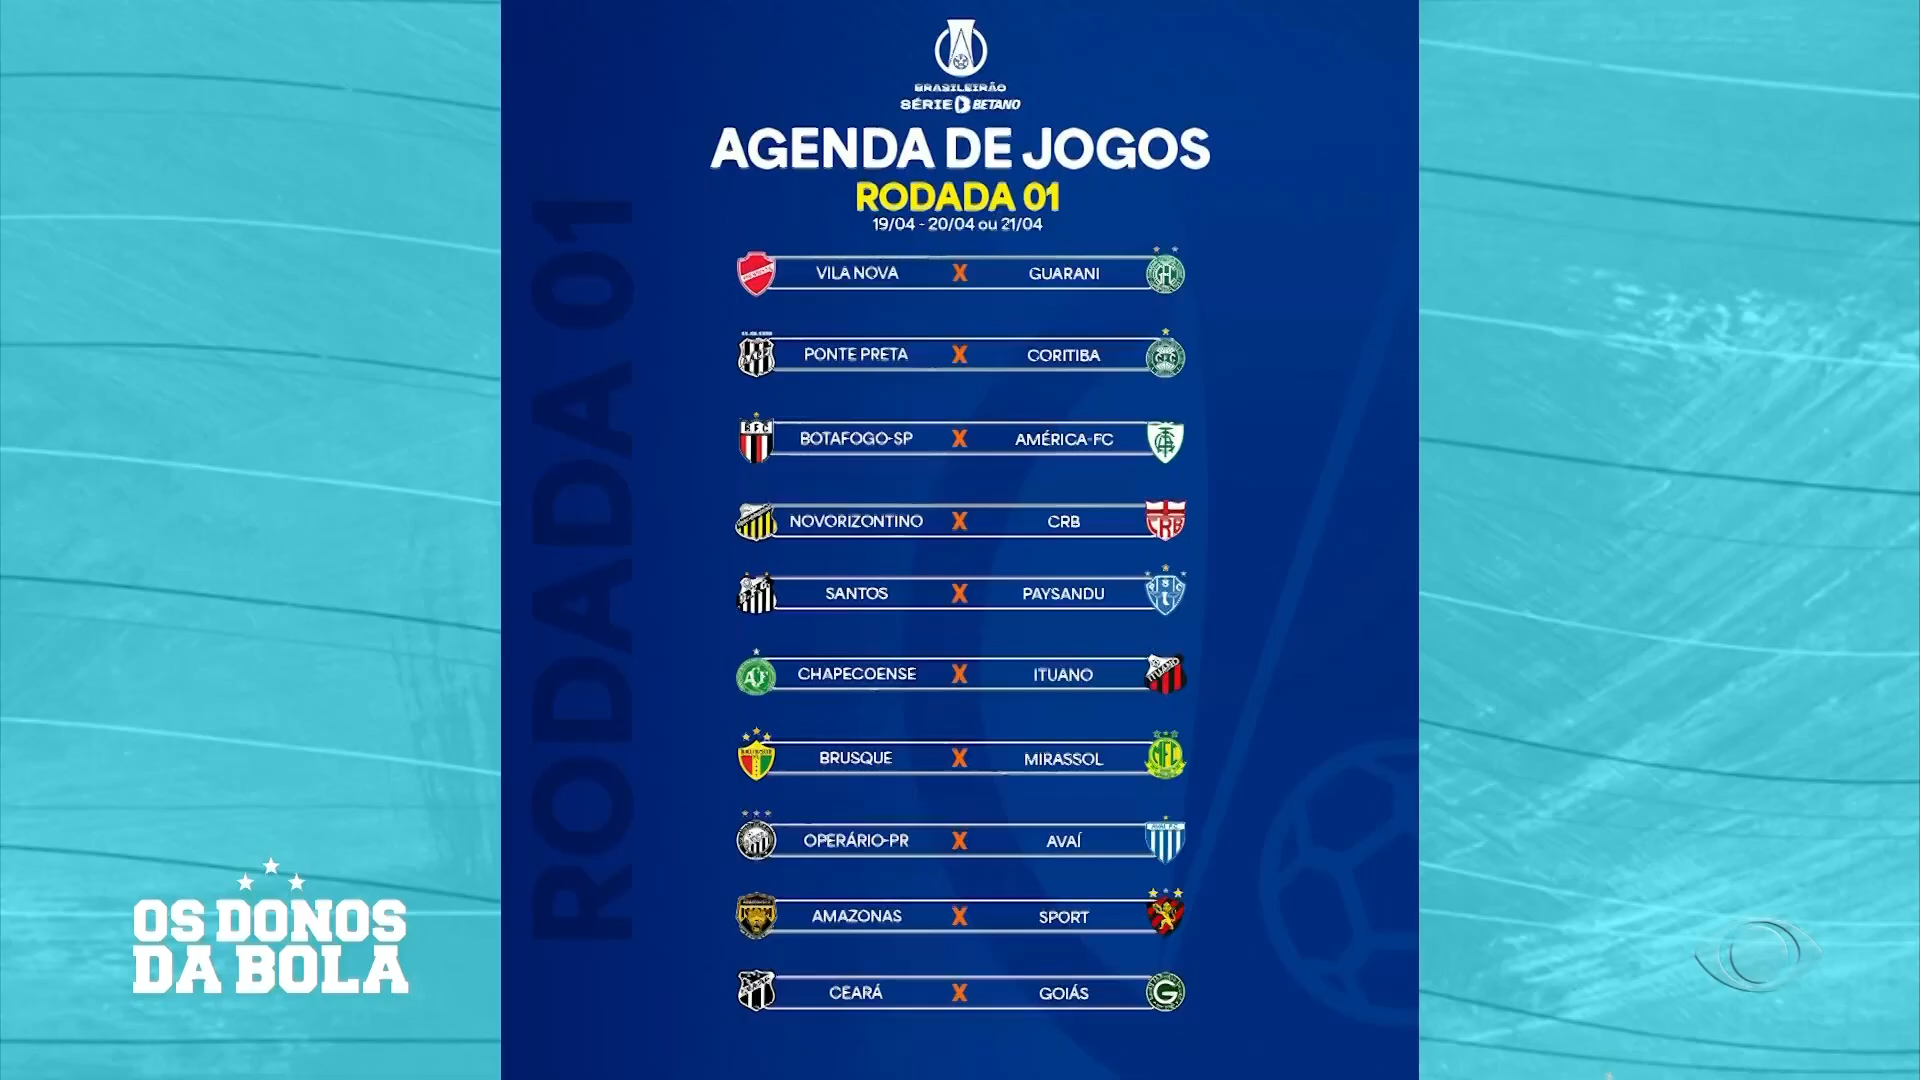 BRASILEIRÃO
SÉRIE B BETANO
AGENDA DE JOGOS
RODADA 01
19/04 - 20/04 ou 21/04
RODADA 01
VILA NOVA X GUARANI
PONTE PRETA X CORITIBA
BOTAFOGO-SP X AMÉRICA-FC
NOVORIZONTINO X CRB
SANTOS X PAYSANDU
CHAPECOENSE X ITUANO
BRUSQUE X MIRASSOL
OPERÁRIO-PR X AVAÍ
AMAZONAS X SPORT
CEARÁ X GOIÁS
OS DONOS
DA BOLA